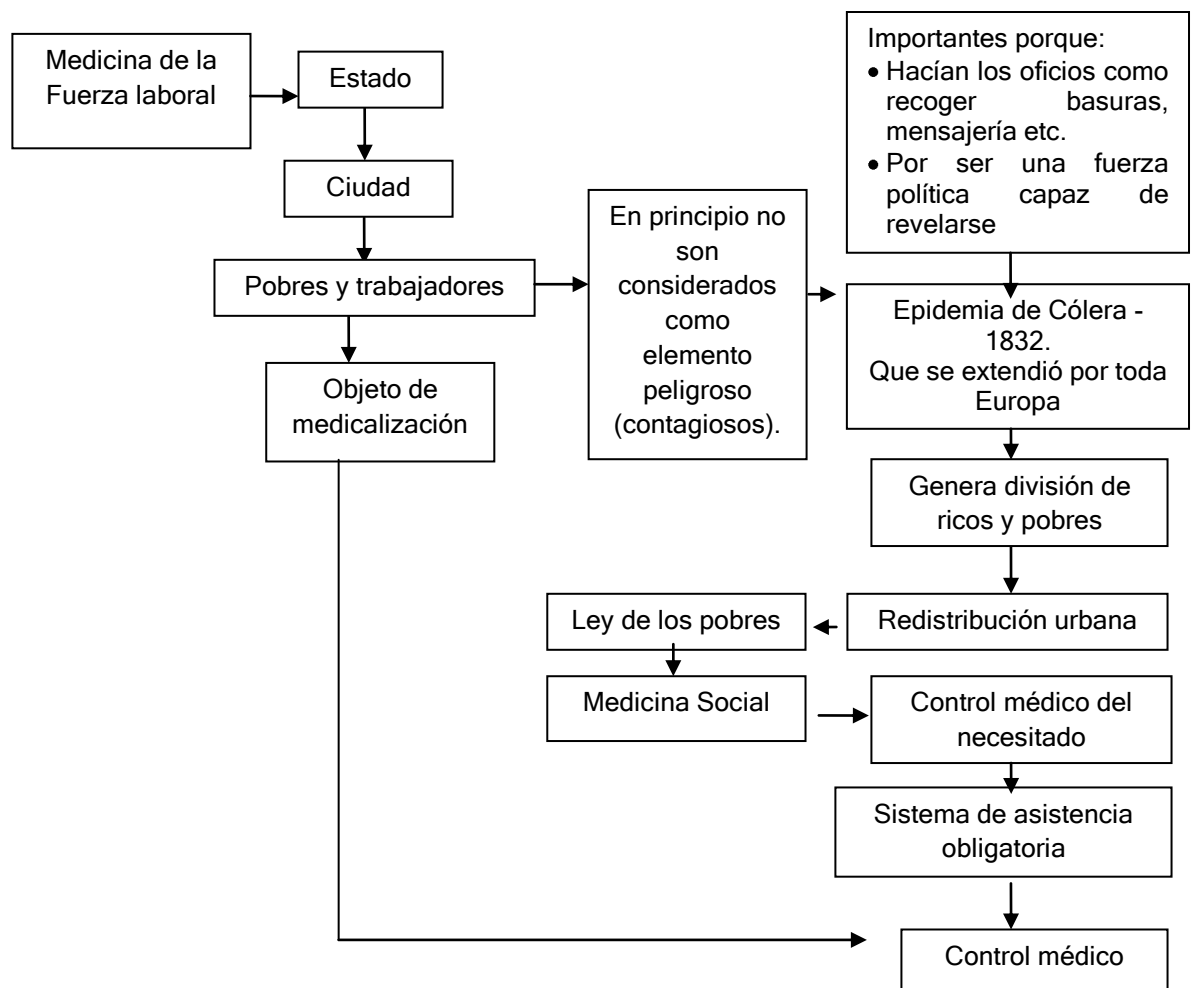 Medicina de la
Fuerza laboral
Estado
Ciudad
Pobres y trabajadores
Objeto de
medicalización
En principio no
son
considerados
como
elemento
peligroso
(contagiosos).
Importantes porque:
• Hacían los oficios como
recoger basuras,
mensajería etc.
• Por ser una fuerza
política capaz de
revelarse
Epidemia de Cólera -
1832.
Que se extendió por toda
Europa
Genera división de
ricos y pobres
Redistribución urbana
Ley de los pobres
Medicina Social
Control médico del
necesitado
Sistema de asistencia
obligatoria
Control médico